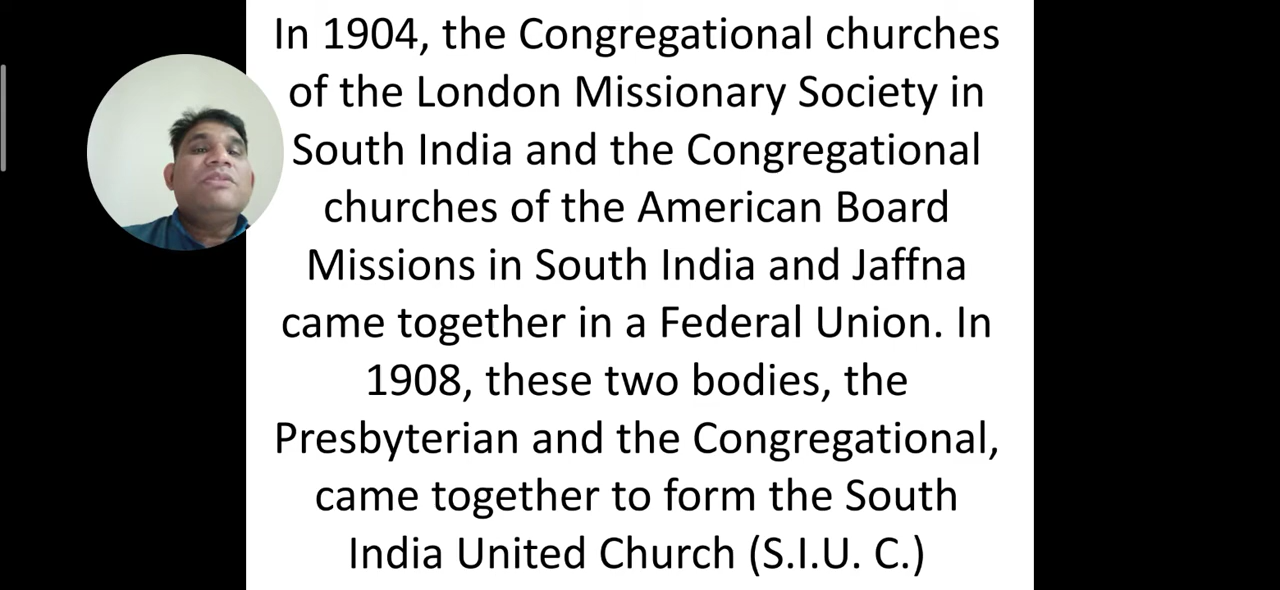 In 1904, the Congregational churches
of the London Missionary Society in
South India and the Congregational
churches of the American Board
Missions in South India and Jaffna
came together in a Federal Union. In
1908, these two bodies, the
Presbyterian and the Congregational,
came together to form the South
India United Church (S.I.U. C.)